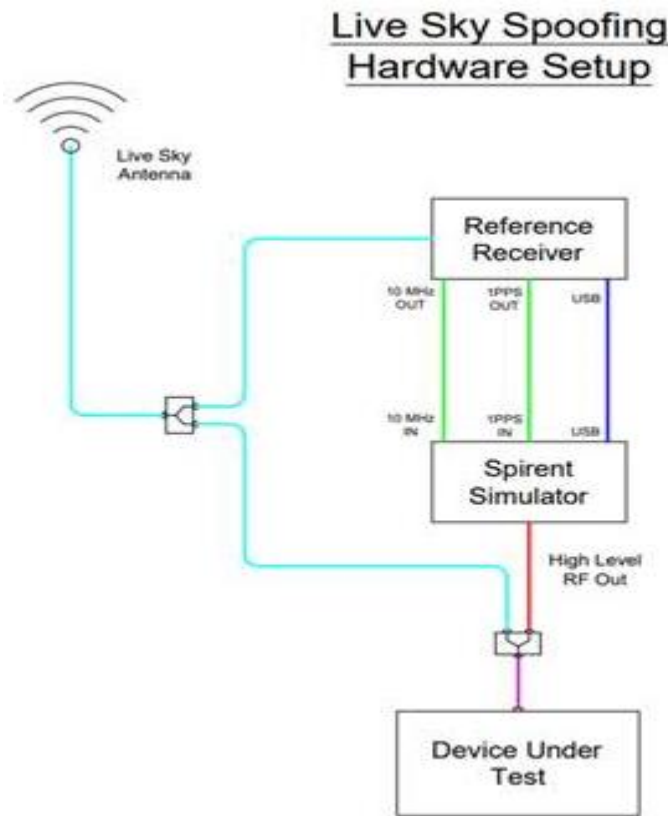 Live Sky Spoofing
Hardware Setup
Live Sky
Antenna
Reference
Receiver
10 MHz
OUT
1PPS
OUT
USB
10 MHz
IN
1PPS
IN
USB
Spirent
Simulator
High Level
RF Out
Device Under
Test